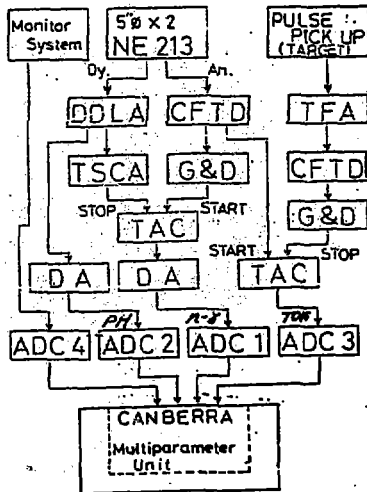 Monitor
System
5"ø x 2
NE 213
PULSE
PICK UP
(TARGET)
Dy.
An.
DDLA
CFTD
TFA
TSCA
G&D
CFTD
STOP
START
G&D
TAC
START
STOP
DA
DA
TAC
PH
n-γ
TOF
ADC 4
ADC 2
ADC 1
ADC 3
CANBERRA
Multiparameter
Unit